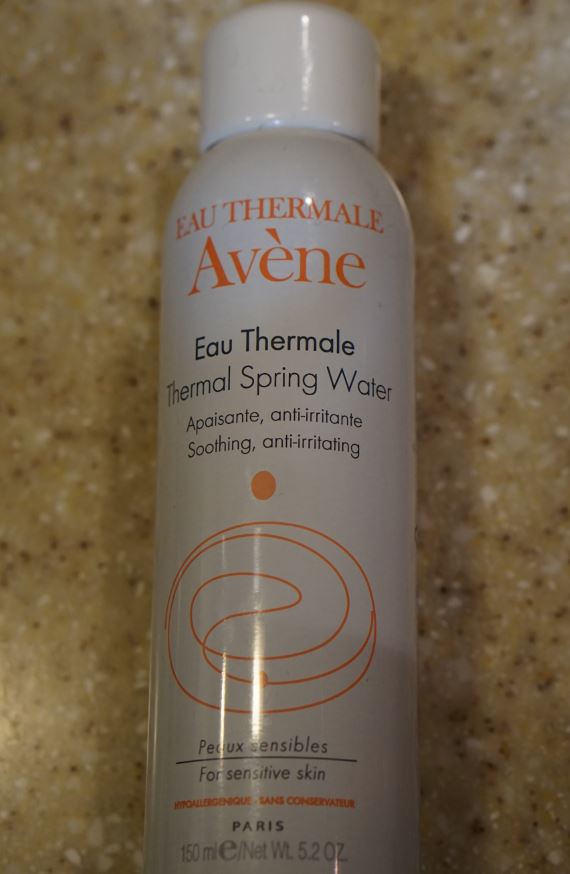 EAU THERMALE
Avène
Eau Thermale
Thermal Spring Water
Apaisante, anti-irritante
Soothing, anti-irritating
Peaux sensibles
For sensitive skin
HYPOALLERGENIQUE - SANS CONSERVATEUR
PARIS
150 ml℮/Net Wt. 5.2 OZ.